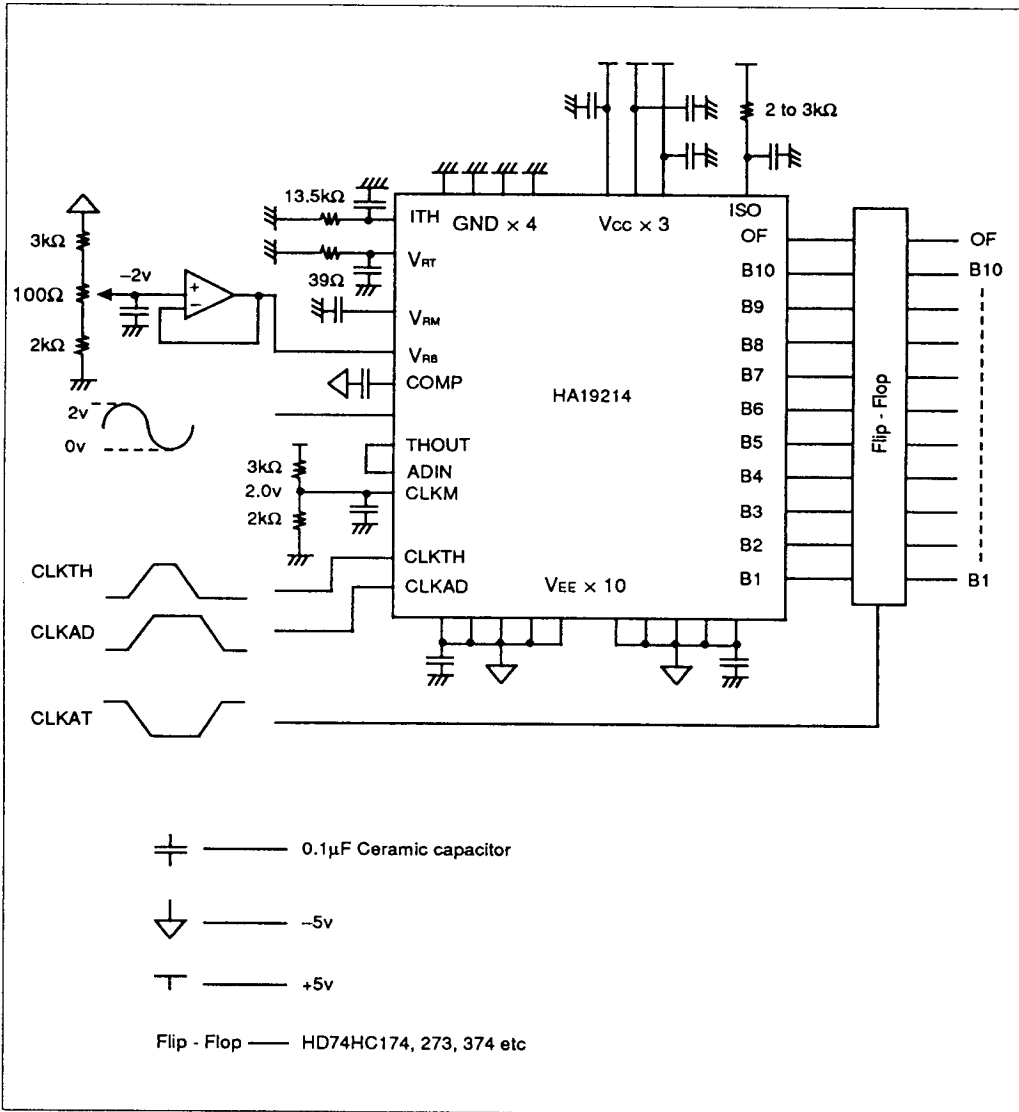 2 to 3kΩ
13.5kΩ
ITH
GND × 4
Vcc × 3
ISO
OF
OF
3kΩ
VRT
B10
B10
−2v
39Ω
100Ω
+
−
VRM
B9
2kΩ
VRB
B8
COMP
HA19214
B7
2v
B6
0v
THOUT
B5
Flip - Flop
3kΩ
ADIN
B4
2.0v
CLKM
2kΩ
B3
CLKTH
CLKTH
B2
CLKAD
VEE × 10
B1
B1
CLKAD
CLKAT
0.1μF Ceramic capacitor
−5v
+5v
Flip - Flop HD74HC174, 273, 374 etc